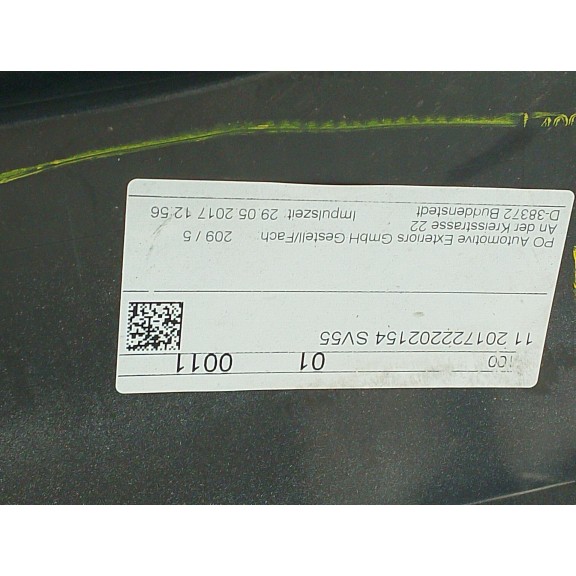 100 01 0011
11 201722202154 SV55
PO Automotive Exteriors GmbH Gestell/Fach: 209 / 5
An der Kreisstrasse 22
D-38372 Buddenstedt Impulszeit: 29.05.2017 12:56